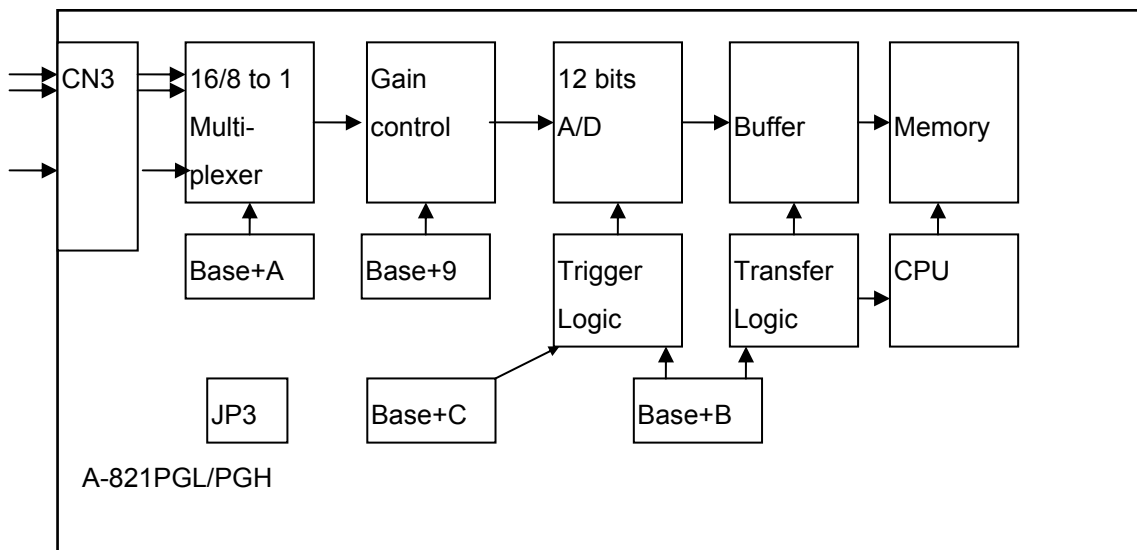 CN3
16/8 to 1
Multi-
plexer
Gain
control
12 bits
A/D
Buffer
Memory
Base+A
Base+9
Trigger
Logic
Transfer
Logic
CPU
JP3
Base+C
Base+B
A-821PGL/PGH